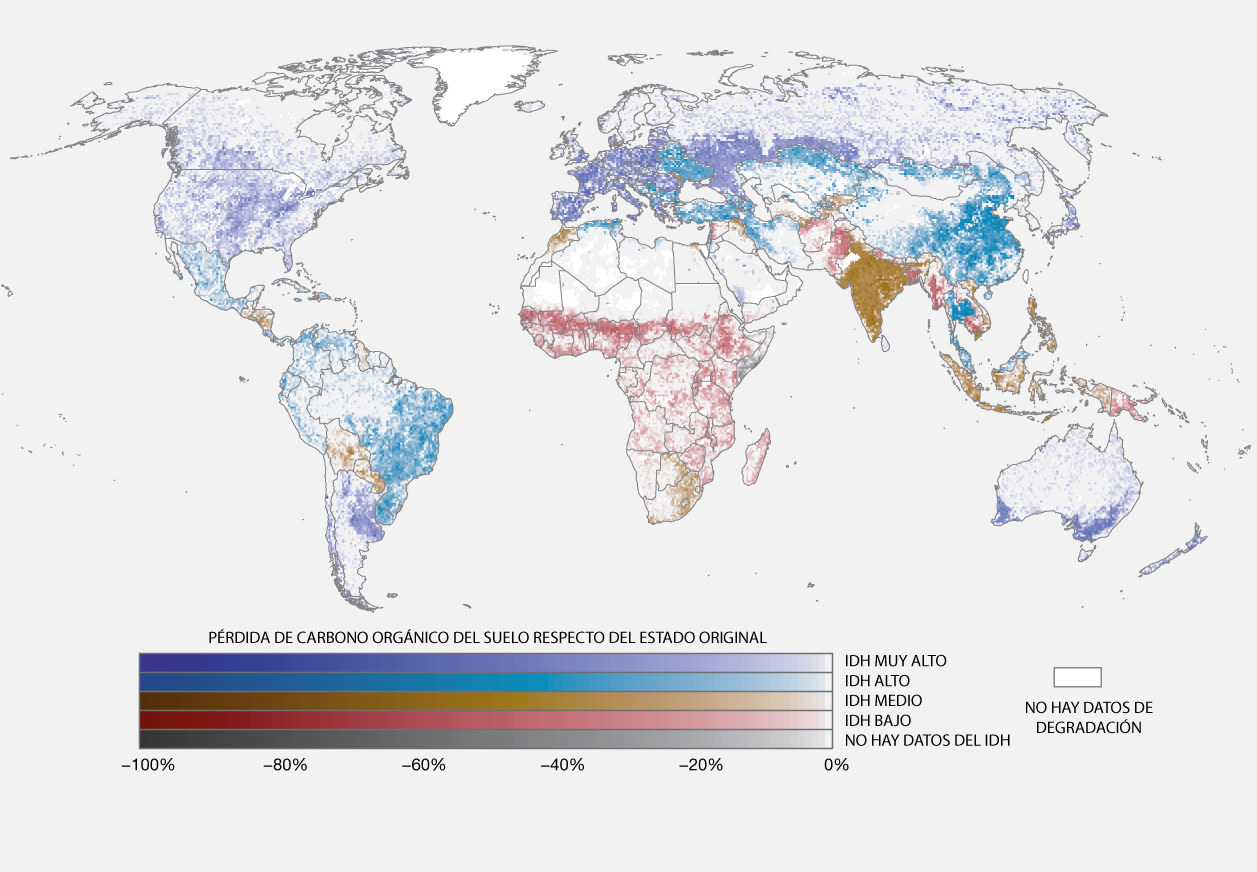 PÉRDIDA DE CARBONO ORGÁNICO DEL SUELO RESPECTO DEL ESTADO ORIGINAL
IDH MUY ALTO
IDH ALTO
IDH MEDIO
IDH BAJO
NO HAY DATOS DEL IDH
−100% −80% −60% −40% −20% 0%
NO HAY DATOS DE
DEGRADACIÓN